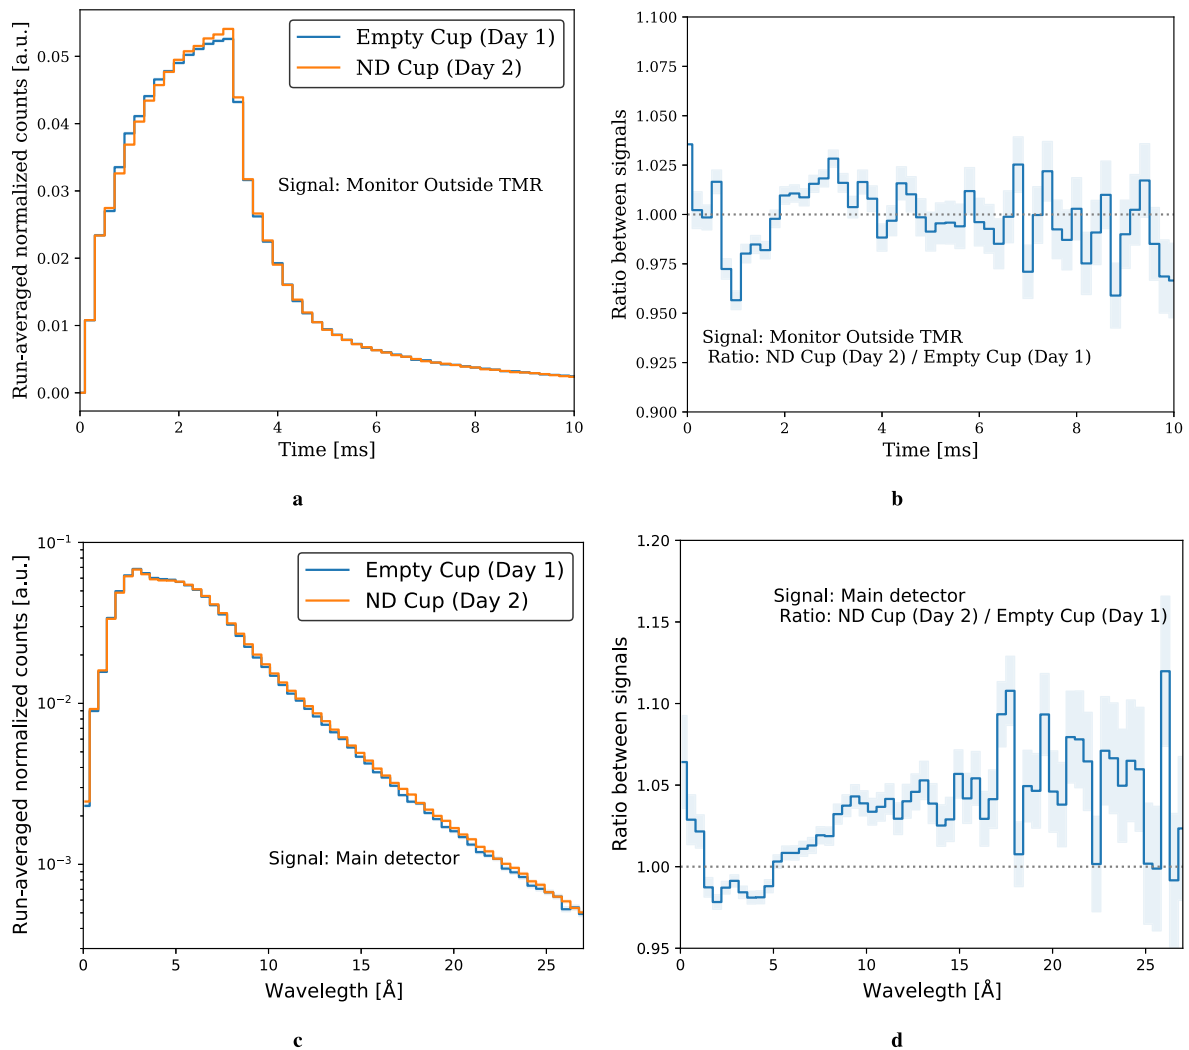 Run-averaged normalized counts [a.u.]
0.05
0.04
0.03
0.02
0.01
0.00
Empty Cup (Day 1)
ND Cup (Day 2)
Signal: Monitor Outside TMR
0 2 4 6 8 10
Time [ms]
a
Ratio between signals
1.100
1.075
1.050
1.025
1.000
0.975
0.950
0.925
0.900
Signal: Monitor Outside TMR
Ratio: ND Cup (Day 2) / Empty Cup (Day 1)
0 2 4 6 8 10
Time [ms]
b
Run-averaged normalized counts [a.u.]
10⁻¹
10⁻²
10⁻³
Empty Cup (Day 1)
ND Cup (Day 2)
Signal: Main detector
0 5 10 15 20 25
Wavelegth [Å]
c
Ratio between signals
1.20
1.15
1.10
1.05
1.00
0.95
Signal: Main detector
Ratio: ND Cup (Day 2) / Empty Cup (Day 1)
0 5 10 15 20 25
Wavelegth [Å]
d